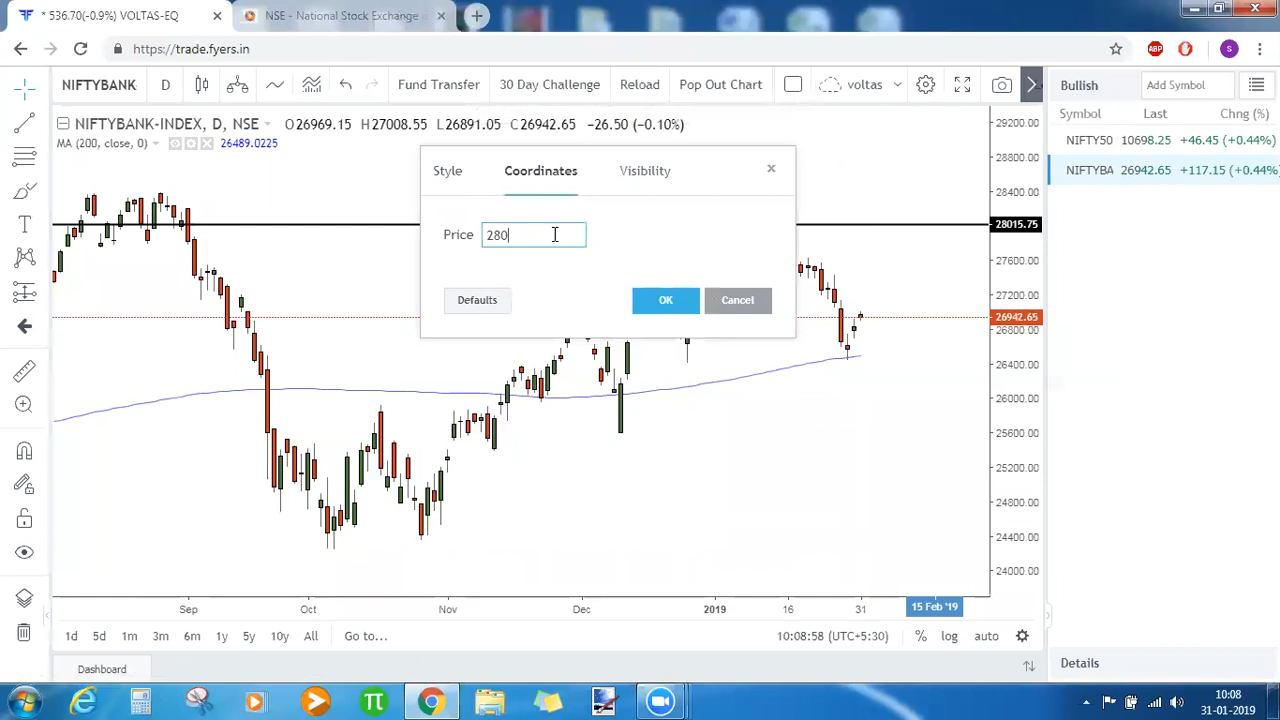 * 536.70(-0.9%) VOLTAS-EQ
NSE - National Stock Exchange o
https://trade.fyers.in
ABP
S
NIFTYBANK
D
Fund Transfer
30 Day Challenge
Reload
Pop Out Chart
voltas
Bullish
Add Symbol
Symbol Last Chng (%)
NIFTY50 10698.25 +46.45 (+0.44%)
NIFTYBA 26942.65 +117.15 (+0.44%
NIFTYBANK-INDEX, D, NSE
O26969.15 H27008.55 L26891.05 C26942.65 -26.50 (-0.10%)
MA (200, close, 0) 26489.0225
Style
Coordinates
Visibility
Price 280
Defaults
OK
Cancel
29200.00
28800.00
28400.00
28015.75
27600.00
27200.00
26942.65
26800.00
26400.00
26000.00
25600.00
25200.00
24800.00
24400.00
24000.00
Sep Oct Nov Dec 2019 16 31 15 Feb '19
1d 5d 1m 3m 6m 1y 5y 10y All Go to...
10:08:58 (UTC+5:30) % log auto
Dashboard
Details
10:08
31-01-2019